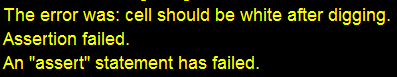 The error was: cell should be white after digging.
Assertion failed.
An "assert" statement has failed.